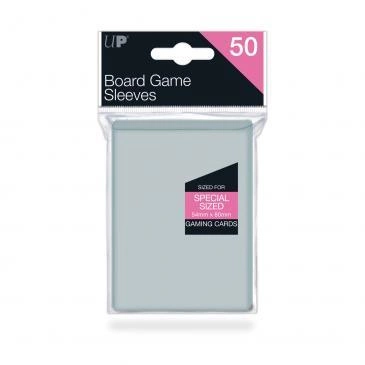 UP
50
Board Game
Sleeves
SIZED FOR
SPECIAL
SIZED
54mm x 80mm
GAMING CARDS